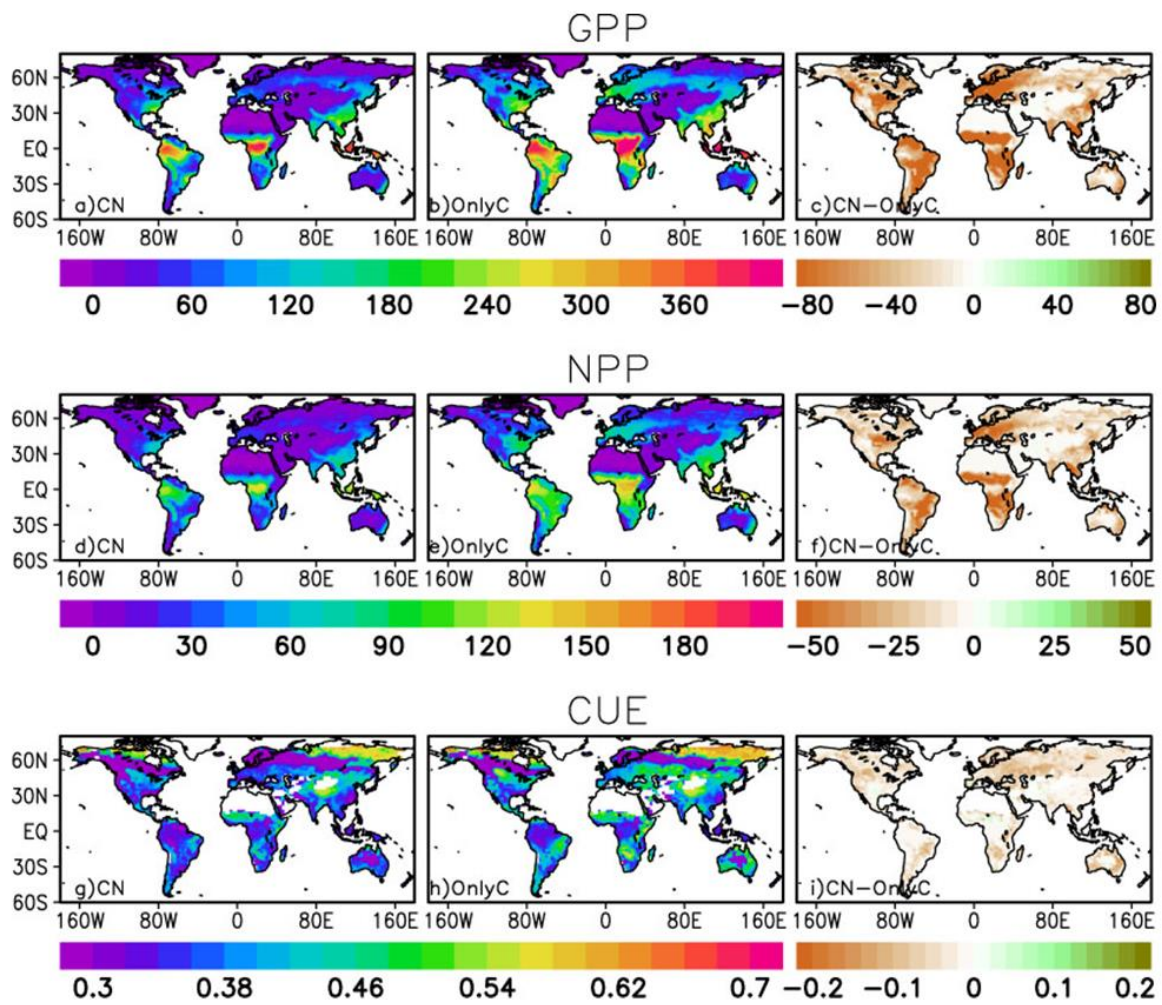 GPP
60N
30N
EQ
30S
60S
a)CN
b)OnlyC
c)CN−OnlyC
160W 80W 0 80E 160E 160W 80W 0 80E 160E 160W 80W 0 80E 160E
0 60 120 180 240 300 360 −80 −40 0 40 80
NPP
60N
30N
EQ
30S
60S
d)CN
e)OnlyC
f)CN−OnlyC
160W 80W 0 80E 160E 160W 80W 0 80E 160E 160W 80W 0 80E 160E
0 30 60 90 120 150 180 −50 −25 0 25 50
CUE
60N
30N
EQ
30S
60S
g)CN
h)OnlyC
i)CN−OnlyC
160W 80W 0 80E 160E 160W 80W 0 80E 160E 160W 80W 0 80E 160E
0.3 0.38 0.46 0.54 0.62 0.7 −0.2 −0.1 0 0.1 0.2